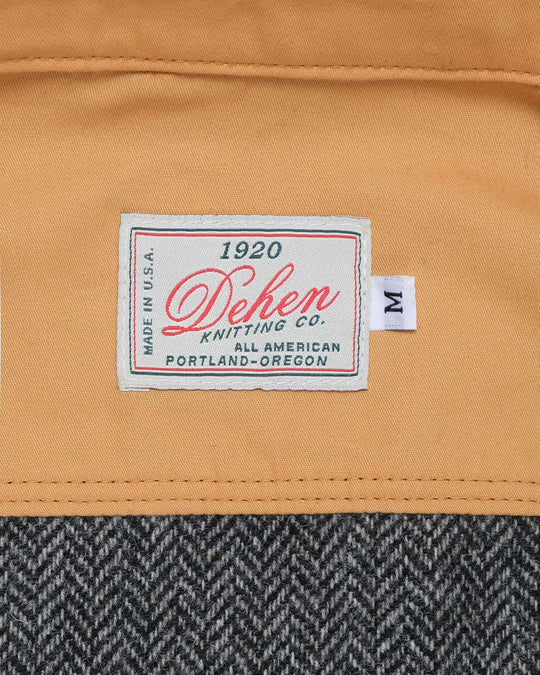 1920
MADE IN U.S.A.
Dehen
KNITTING CO.
ALL AMERICAN
PORTLAND-OREGON
M